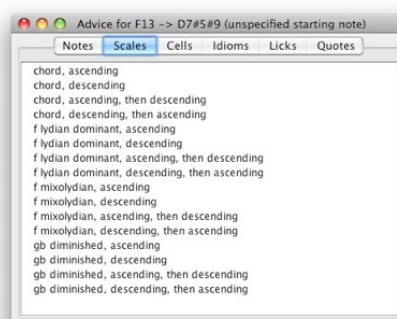 Advice for F13 -> D7#5#9 (unspecified starting note)
Notes Scales Cells Idioms Licks Quotes
chord, ascending
chord, descending
chord, ascending, then descending
chord, descending, then ascending
f lydian dominant, ascending
f lydian dominant, descending
f lydian dominant, ascending, then descending
f lydian dominant, descending, then ascending
f mixolydian, ascending
f mixolydian, descending
f mixolydian, ascending, then descending
f mixolydian, descending, then ascending
gb diminished, ascending
gb diminished, descending
gb diminished, ascending, then descending
gb diminished, descending, then ascending